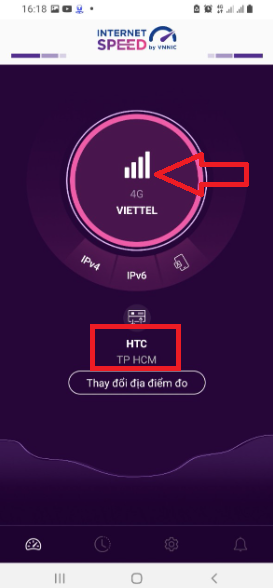 16:18
INTERNET
SPEED by VNNIC
4G
VIETTEL
IPv4
IPv6
HTC
TP HCM
Thay đổi địa điểm đo